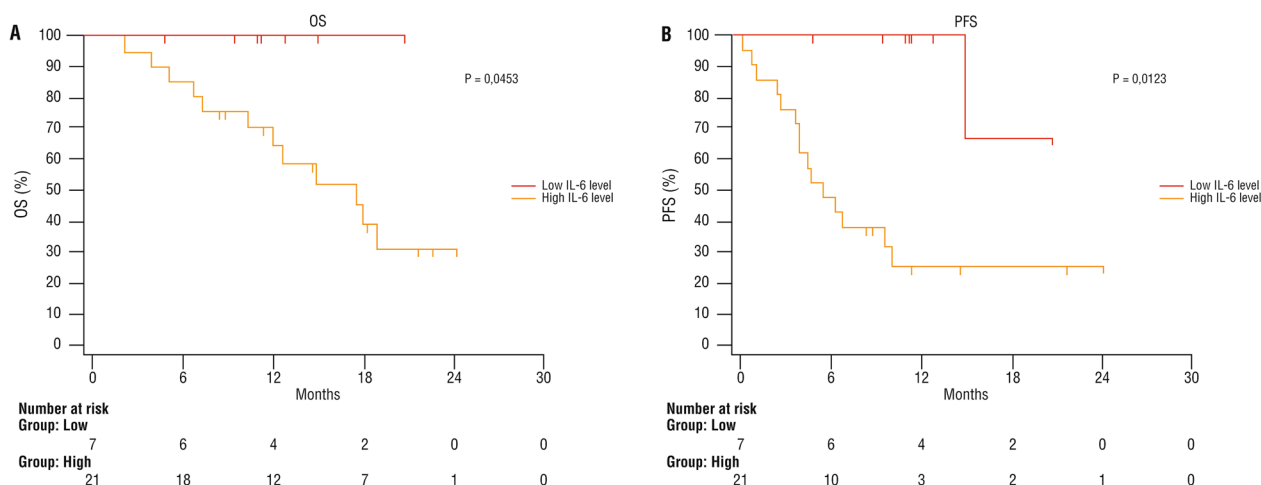 A
OS
100
90
80
70
60
50
40
30
20
10
0
OS (%)
P = 0,0453
Low IL-6 level
High IL-6 level
0 6 12 18 24 30
Months
Number at risk
Group: Low
7 6 4 2 0 0
Group: High
21 18 12 7 1 0
B
PFS
100
90
80
70
60
50
40
30
20
10
0
PFS (%)
P = 0,0123
Low IL-6 level
High IL-6 level
0 6 12 18 24 30
Months
Number at risk
Group: Low
7 6 4 2 0 0
Group: High
21 10 3 2 1 0